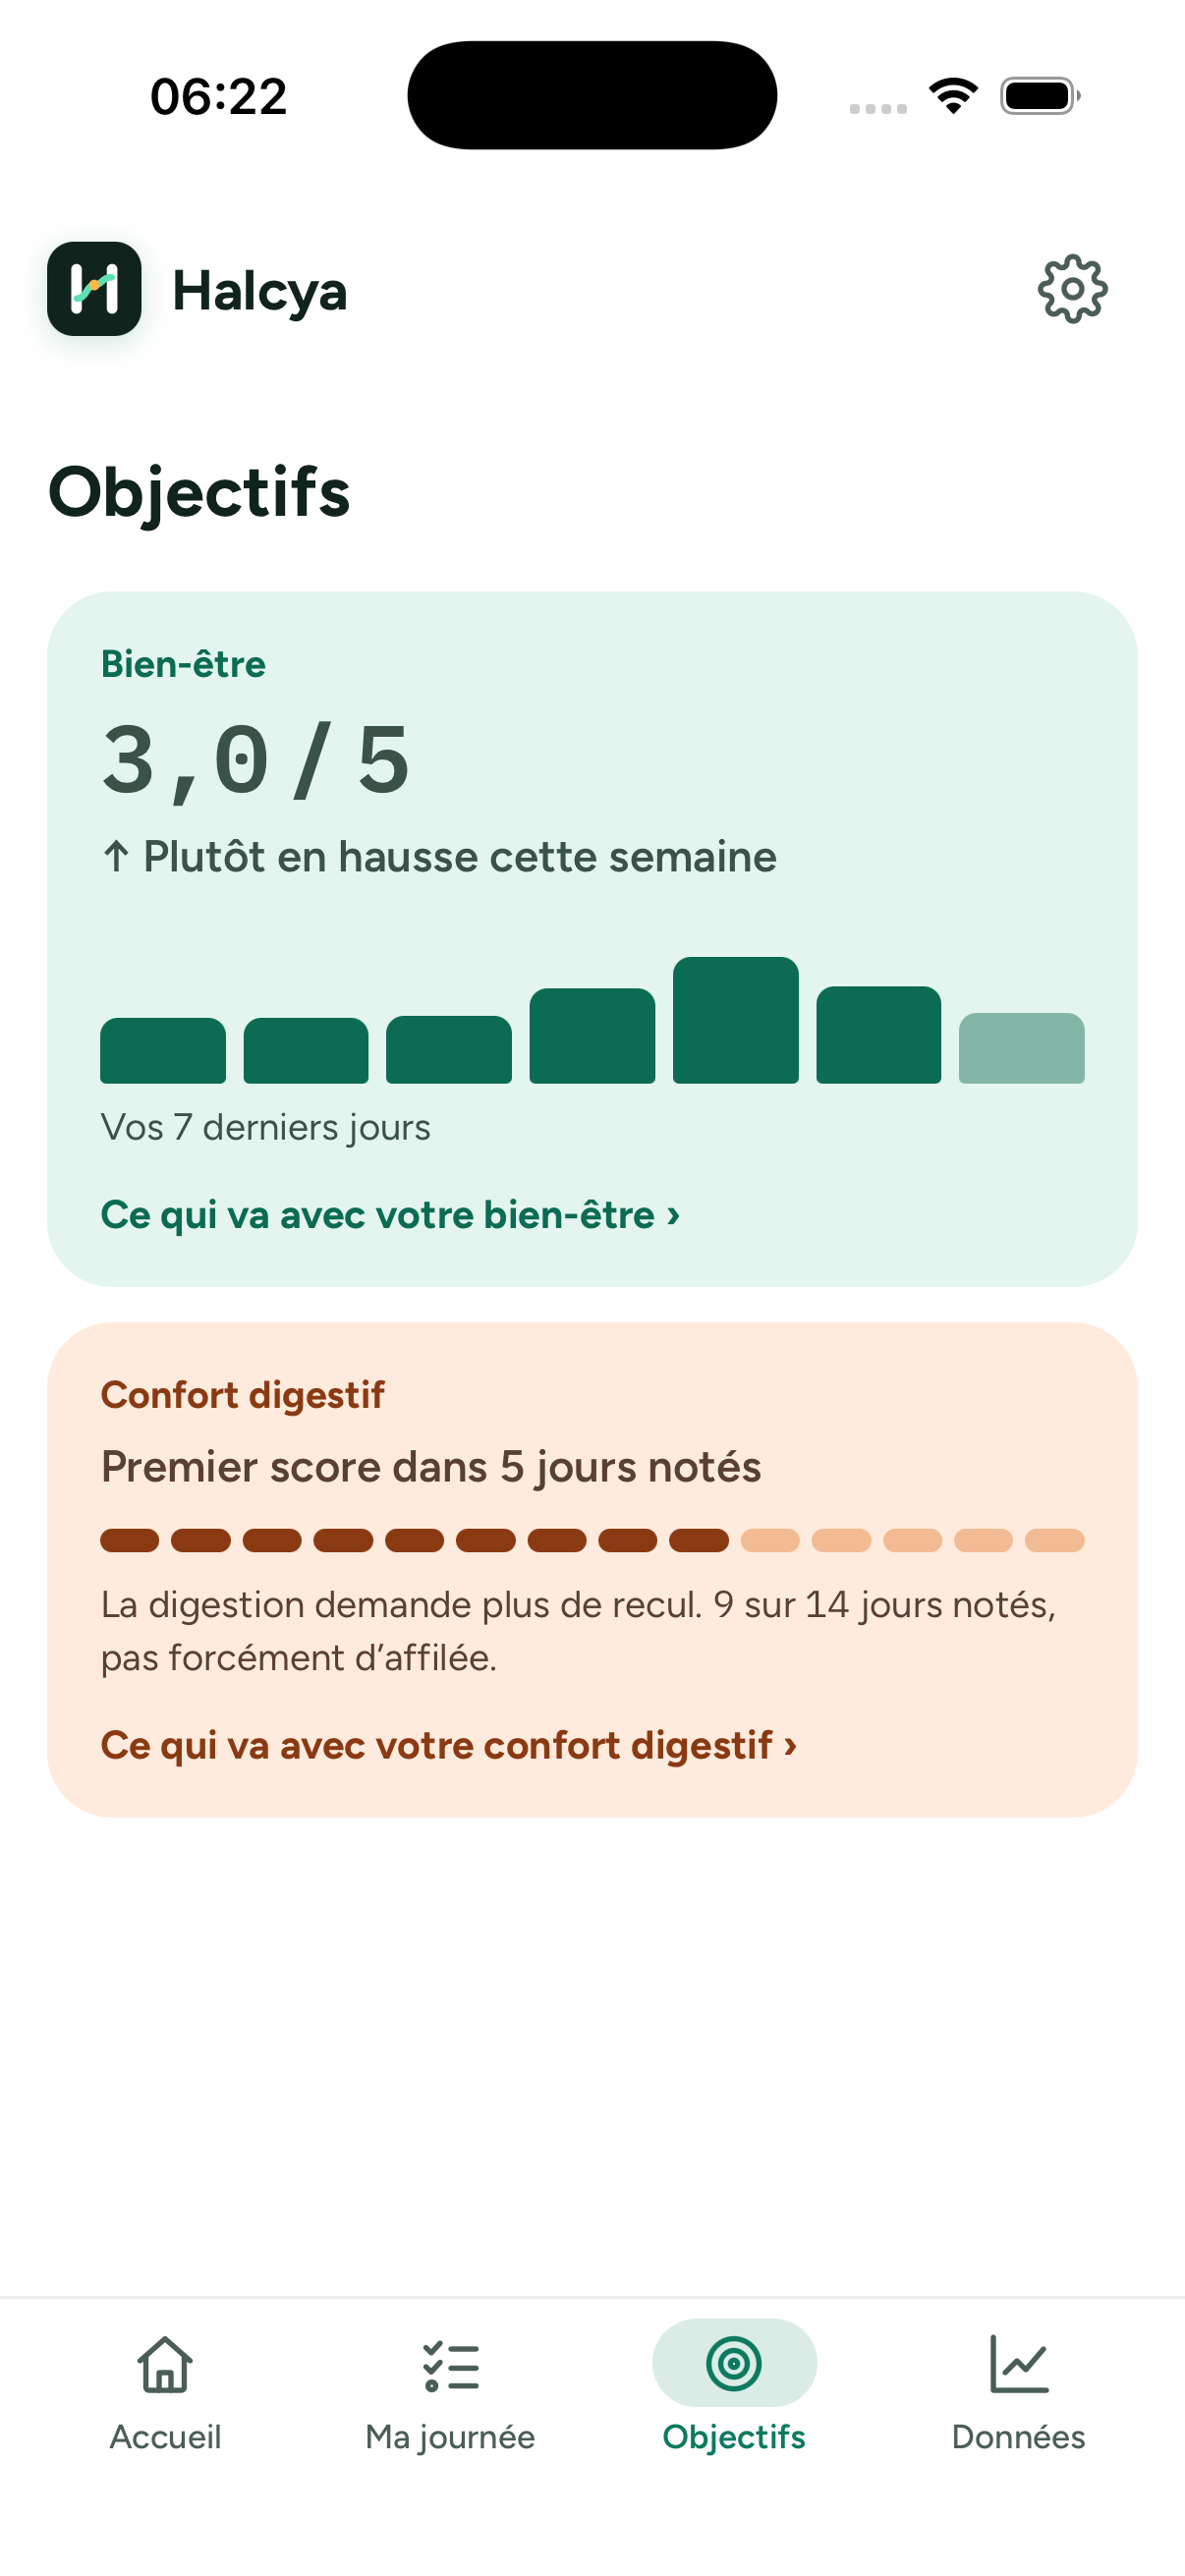 06:22
Halcya
Objectifs
Bien-être
3,0 / 5
↑ Plutôt en hausse cette semaine
Vos 7 derniers jours
Ce qui va avec votre bien-être ›
Confort digestif
Premier score dans 5 jours notés
La digestion demande plus de recul. 9 sur 14 jours notés,
pas forcément d’affilée.
Ce qui va avec votre confort digestif ›
Accueil
Ma journée
Objectifs
Données